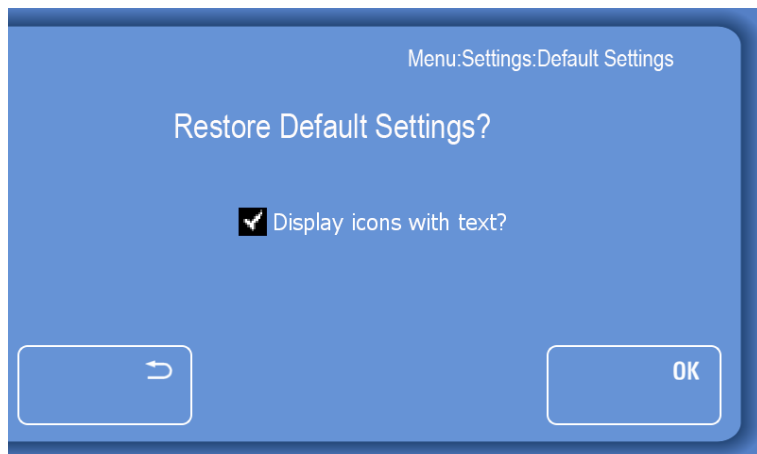 Menu:Settings:Default Settings
Restore Default Settings?
Display icons with text?
OK